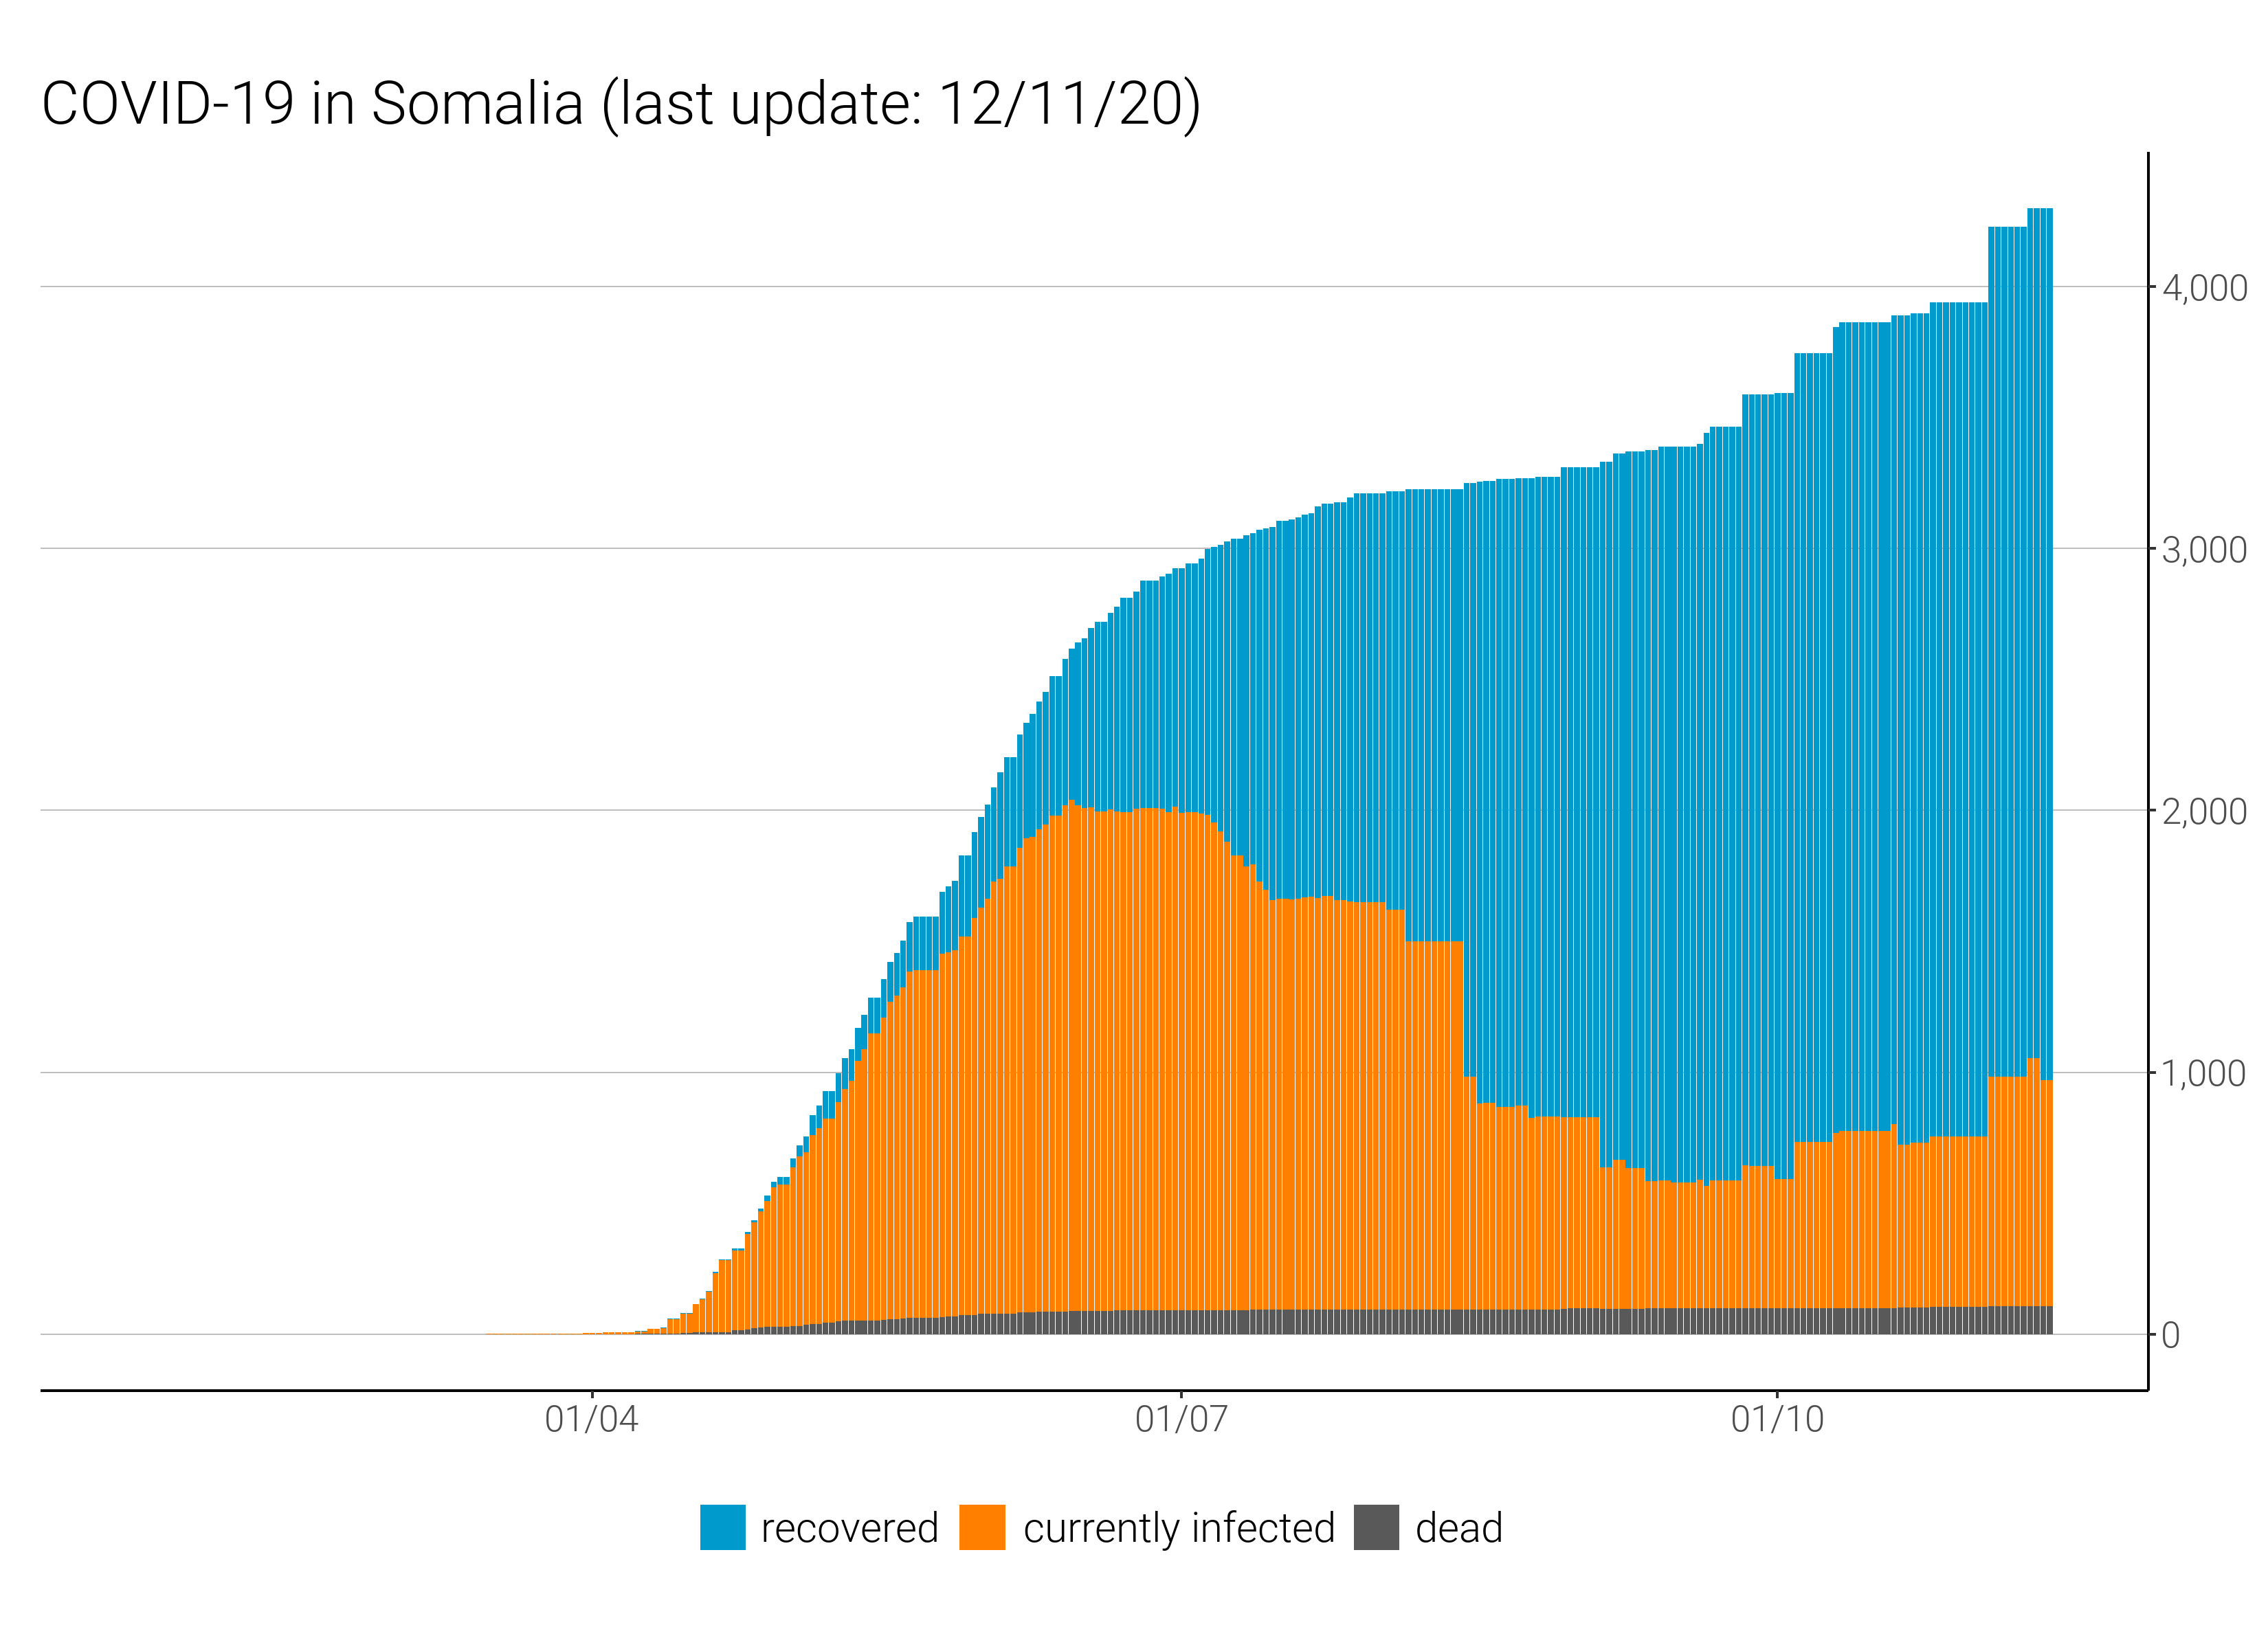 COVID-19 in Somalia (last update: 12/11/20)
4,000
3,000
2,000
1,000
0
01/04 01/07 01/10
recovered currently infected dead